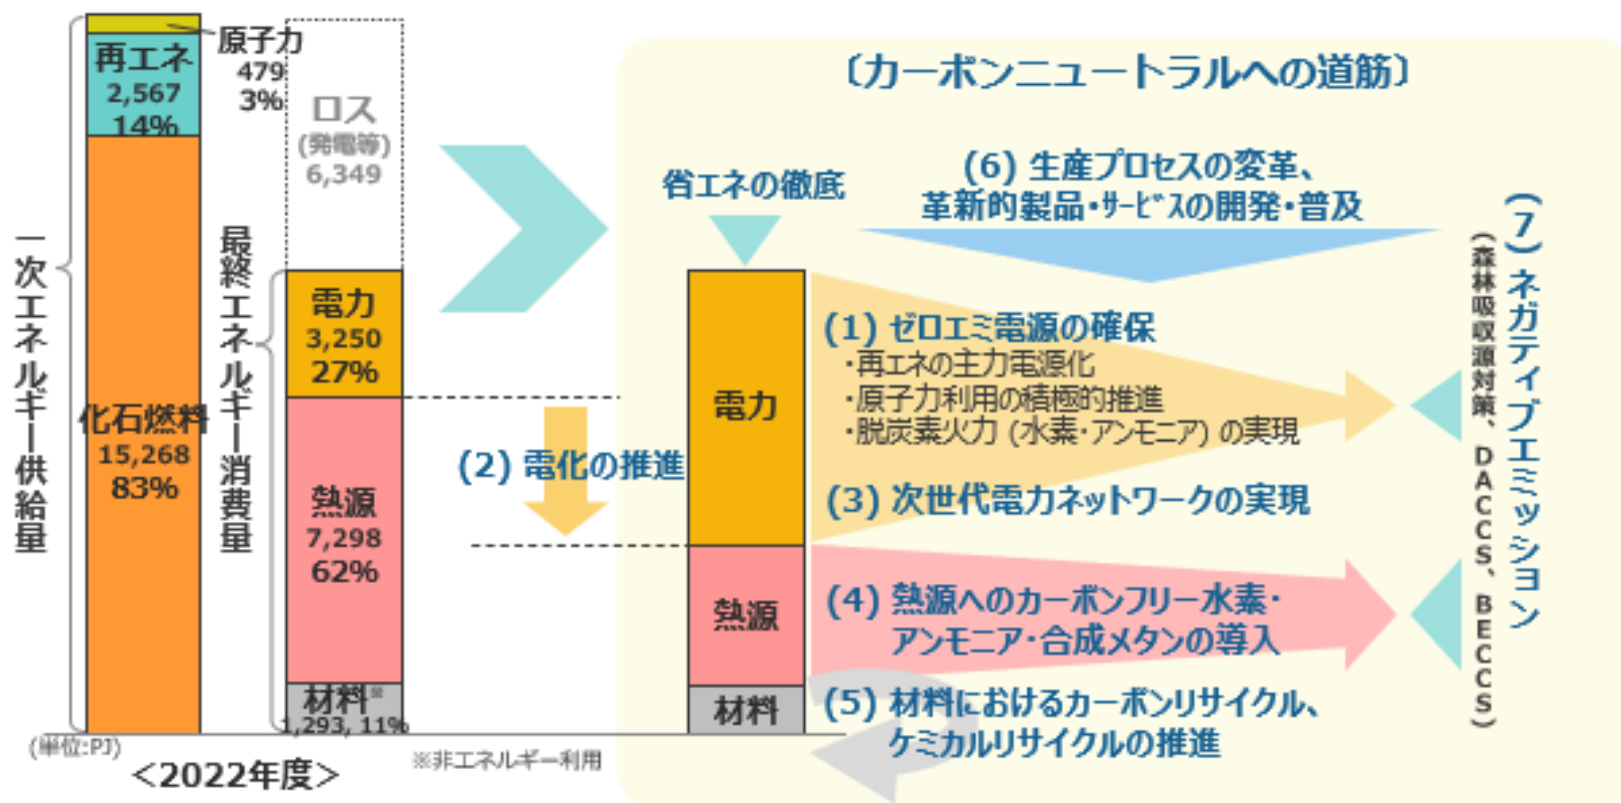 原子力
479
3%
再エネ
2,567
14%
化石燃料
15,268
83%
一次エネルギー供給量
ロス
(発電等)
6,349
最終エネルギー消費量
電力
3,250
27%
熱源
7,298
62%
材料※
1,293, 11%
(単位:PJ)
<2022年度>
※非エネルギー利用
(2) 電化の推進
〔カーボンニュートラルへの道筋〕
省エネの徹底
(6) 生産プロセスの変革、
革新的製品・サービスの開発・普及
電力
熱源
材料
(1) ゼロエミ電源の確保
・再エネの主力電源化
・原子力利用の積極的推進
・脱炭素火力 (水素・アンモニア) の実現
(3) 次世代電力ネットワークの実現
(4) 熱源へのカーボンフリー水素・
アンモニア・合成メタンの導入
(5) 材料におけるカーボンリサイクル、
ケミカルリサイクルの推進
(7) ネガティブエミッション
(森林吸収源対策、DACCS、BECCS)